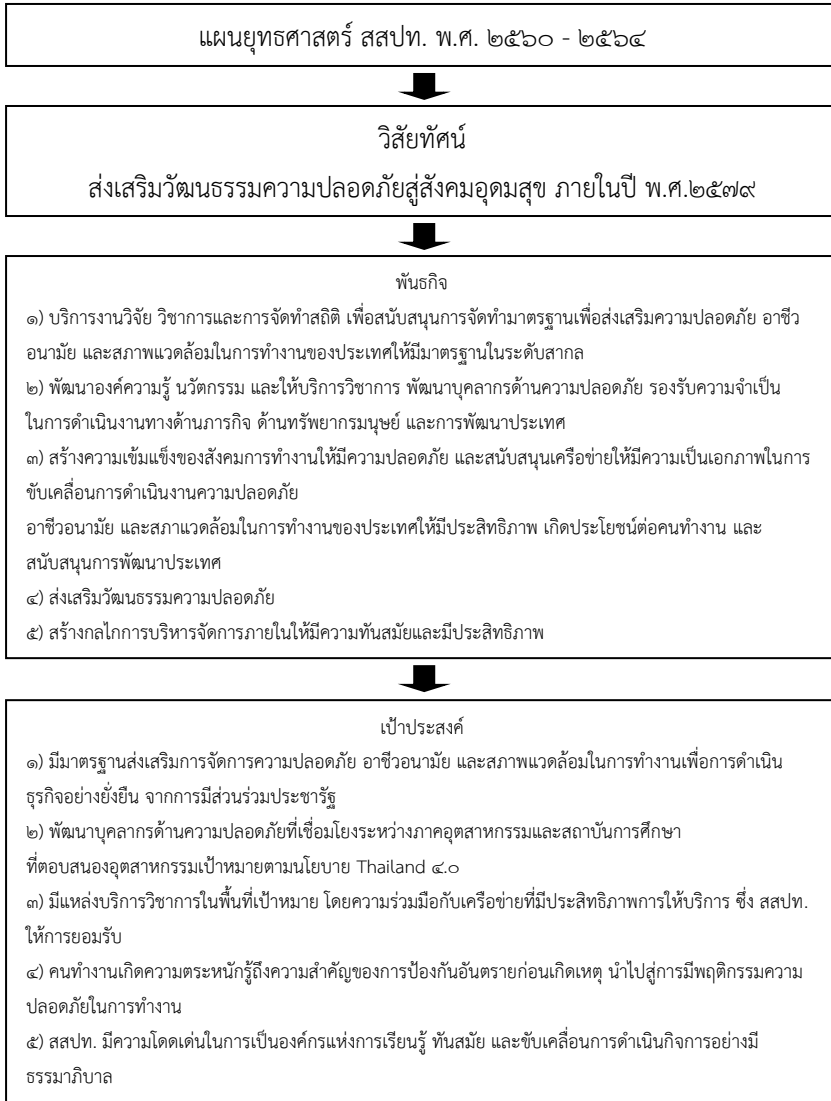 แผนยุทธศาสตร์ สสปท. พ.ศ. ๒๕๖๐ - ๒๕๖๔
วิสัยทัศน์
ส่งเสริมวัฒนธรรมความปลอดภัยสู่สังคมอุดมสุข ภายในปี พ.ศ.๒๕๗๙
พันธกิจ
๑) บริการงานวิจัย วิชาการและการจัดทำสถิติ เพื่อสนับสนุนการจัดทำมาตรฐานเพื่อส่งเสริมความปลอดภัย อาชีว
อนามัย และสภาพแวดล้อมในการทำงานของประเทศให้มีมาตรฐานในระดับสากล
๒) พัฒนาองค์ความรู้ นวัตกรรม และให้บริการวิชาการ พัฒนาบุคลากรด้านความปลอดภัย รองรับความจำเป็น
ในการดำเนินงานทางด้านภารกิจ ด้านทรัพยากรมนุษย์ และการพัฒนาประเทศ
๓) สร้างความเข้มแข็งของสังคมการทำงานให้มีความปลอดภัย และสนับสนุนเครือข่ายให้มีความเป็นเอกภาพในการ
ขับเคลื่อนการดำเนินงานความปลอดภัย
อาชีวอนามัย และสภาแวดล้อมในการทำงานของประเทศให้มีประสิทธิภาพ เกิดประโยชน์ต่อคนทำงาน และ
สนับสนุนการพัฒนาประเทศ
๔) ส่งเสริมวัฒนธรรมความปลอดภัย
๕) สร้างกลไกการบริหารจัดการภายในให้มีความทันสมัยและมีประสิทธิภาพ
เป้าประสงค์
๑) มีมาตรฐานส่งเสริมการจัดการความปลอดภัย อาชีวอนามัย และสภาพแวดล้อมในการทำงานเพื่อการดำเนิน
ธุรกิจอย่างยั่งยืน จากการมีส่วนร่วมประชารัฐ
๒) พัฒนาบุคลากรด้านความปลอดภัยที่เชื่อมโยงระหว่างภาคอุตสาหกรรมและสถาบันการศึกษา
ที่ตอบสนองอุตสาหกรรมเป้าหมายตามนโยบาย Thailand ๔.๐
๓) มีแหล่งบริการวิชาการในพื้นที่เป้าหมาย โดยความร่วมมือกับเครือข่ายที่มีประสิทธิภาพการให้บริการ ซึ่ง สสปท.
ให้การยอมรับ
๔) คนทำงานเกิดความตระหนักรู้ถึงความสำคัญของการป้องกันอันตรายก่อนเกิดเหตุ นำไปสู่การมีพฤติกรรมความ
ปลอดภัยในการทำงาน
๕) สสปท. มีความโดดเด่นในการเป็นองค์กรแห่งการเรียนรู้ ทันสมัย และขับเคลื่อนการดำเนินกิจการอย่างมี
ธรรมาภิบาล